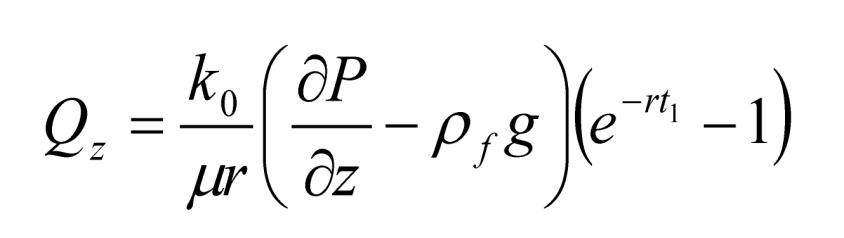 Q_z = \frac{k_0}{\mu r} \left( \frac{\partial P}{\partial z} - \rho_f g \right) \left( e^{-rt_1} - 1 \right)